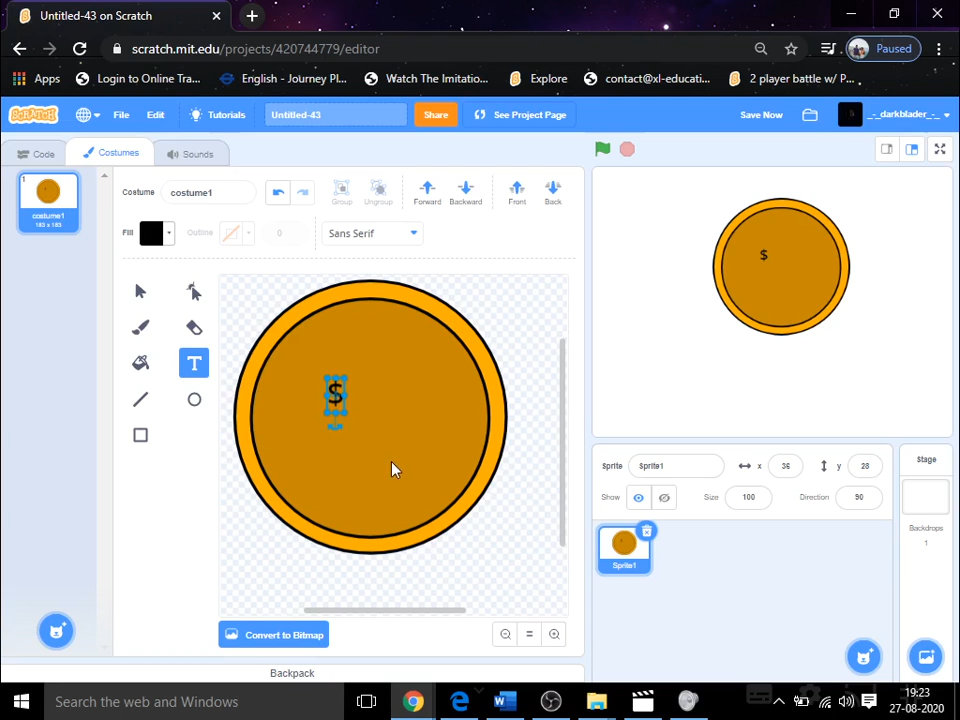 Untitled-43 on Scratch
scratch.mit.edu/projects/420744779/editor
Paused
Apps
Login to Online Tra...
English - Journey Pl...
Watch The Imitatio...
Explore
contact@xl-educati...
2 player battle w/ P...
SCRATCH
File
Edit
Tutorials
Untitled-43
Share
See Project Page
Save Now
_-_darkblader_-_
Code
Costumes
Sounds
1
costume1
183 x 183
Costume
costume1
Group
Ungroup
Forward
Backward
Front
Back
Fill
Outline
0
Sans Serif
T
$
$
Convert to Bitmap
Backpack
Sprite
Sprite1
x
36
y
28
Show
Size
100
Direction
90
Sprite1
Stage
Backdrops
1
Search the web and Windows
19:23
27-08-2020